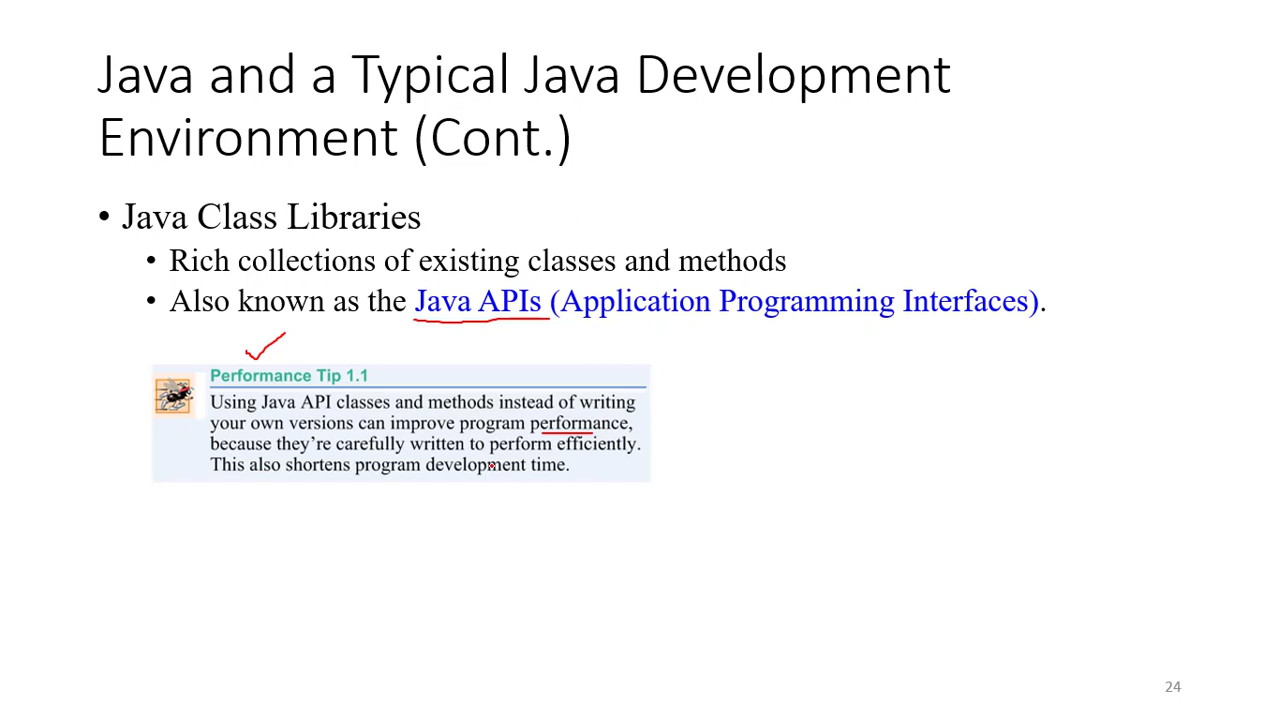 Java and a Typical Java Development
Environment (Cont.)
• Java Class Libraries
• Rich collections of existing classes and methods
• Also known as the Java APIs (Application Programming Interfaces).
Performance Tip 1.1
Using Java API classes and methods instead of writing
your own versions can improve program performance,
because they’re carefully written to perform efficiently.
This also shortens program development time.
24